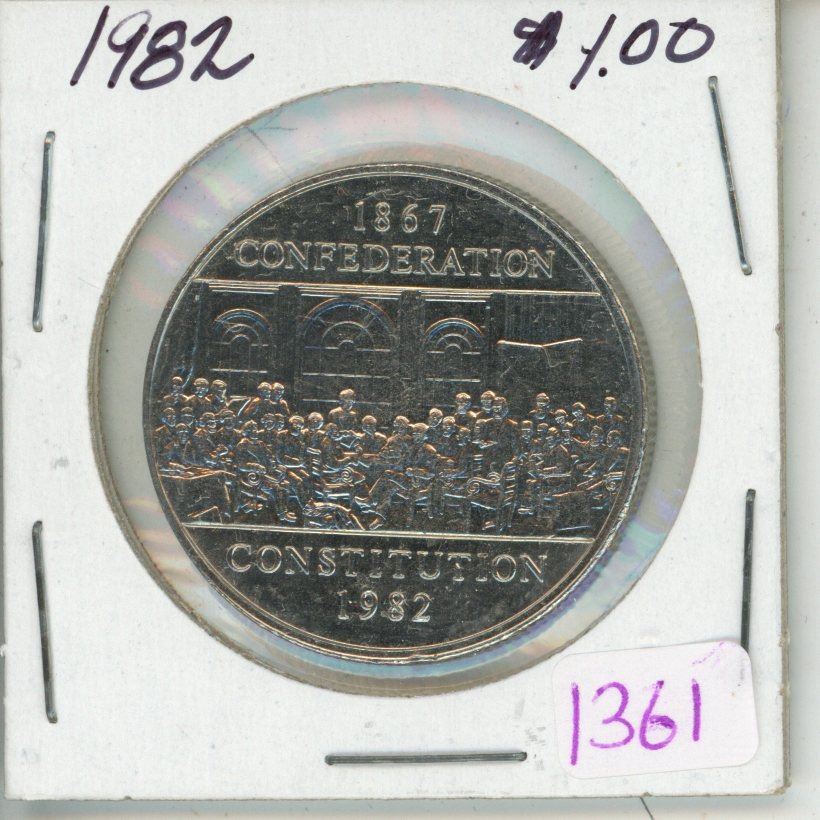 1982 $1.00
1867
CONFEDERATION
CONSTITUTION
1982
1361